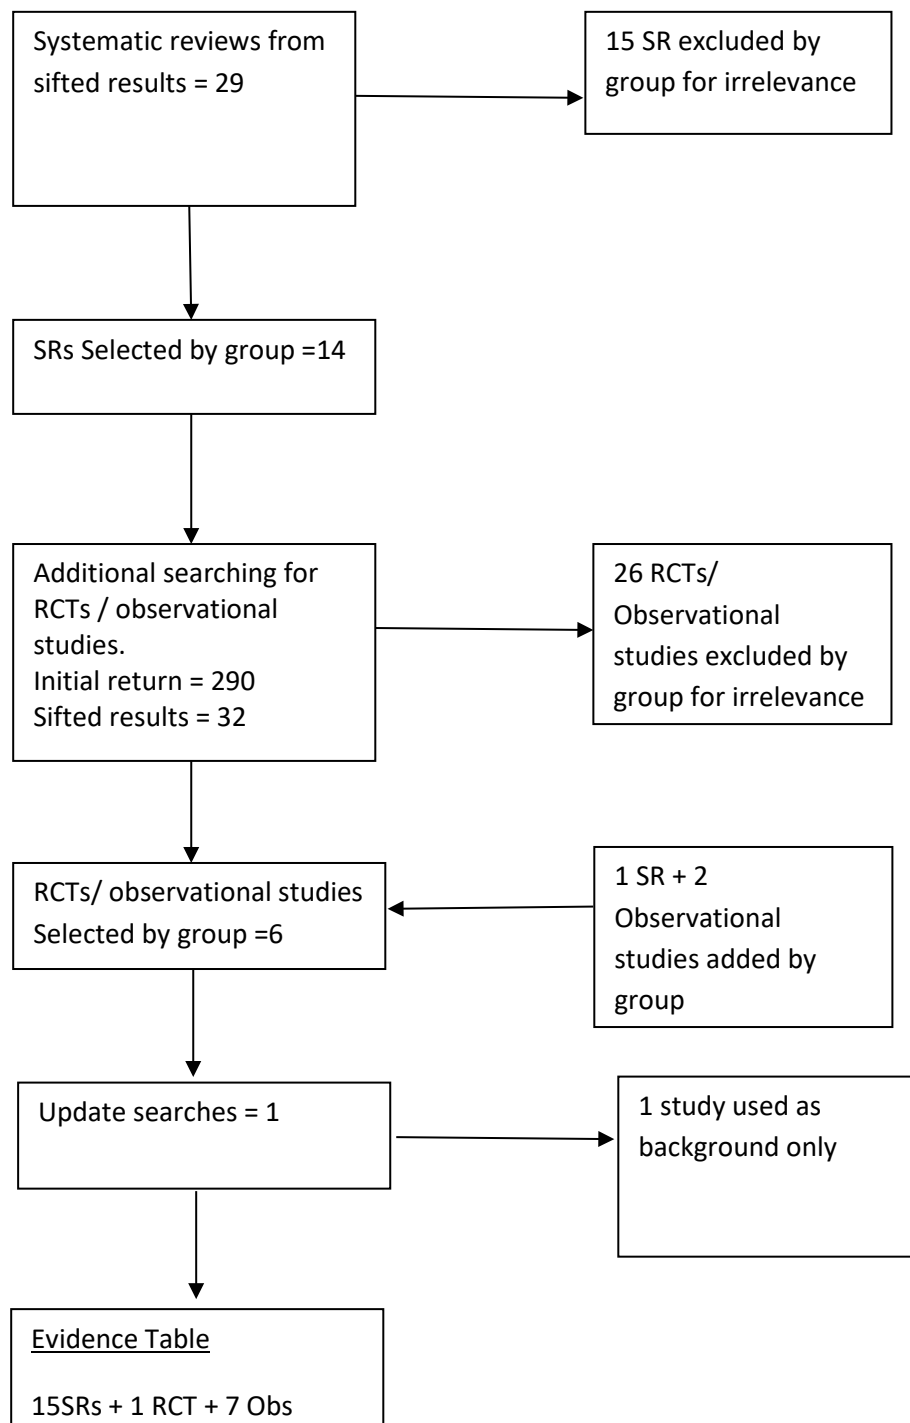 Systematic reviews from
sifted results = 29
15 SR excluded by
group for irrelevance
SRs Selected by group =14
Additional searching for
RCTs / observational
studies.
Initial return = 290
Sifted results = 32
26 RCTs/
Observational
studies excluded by
group for irrelevance
RCTs/ observational studies
Selected by group =6
1 SR + 2
Observational
studies added by
group
Update searches = 1
1 study used as
background only
Evidence Table
15SRs + 1 RCT + 7 Obs